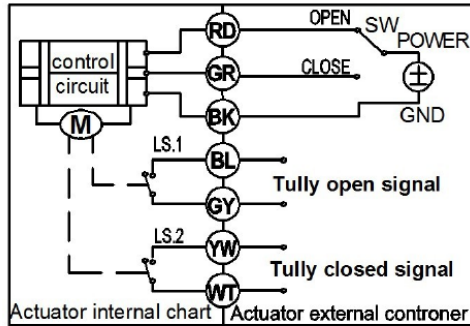 RD
OPEN
SW
POWER
control
circuit
GR
CLOSE
±
GND
BK
M
LS.1
BL
Tully open signal
GY
LS.2
YW
Tully closed signal
WT
Actuator internal chart
Actuator external controner